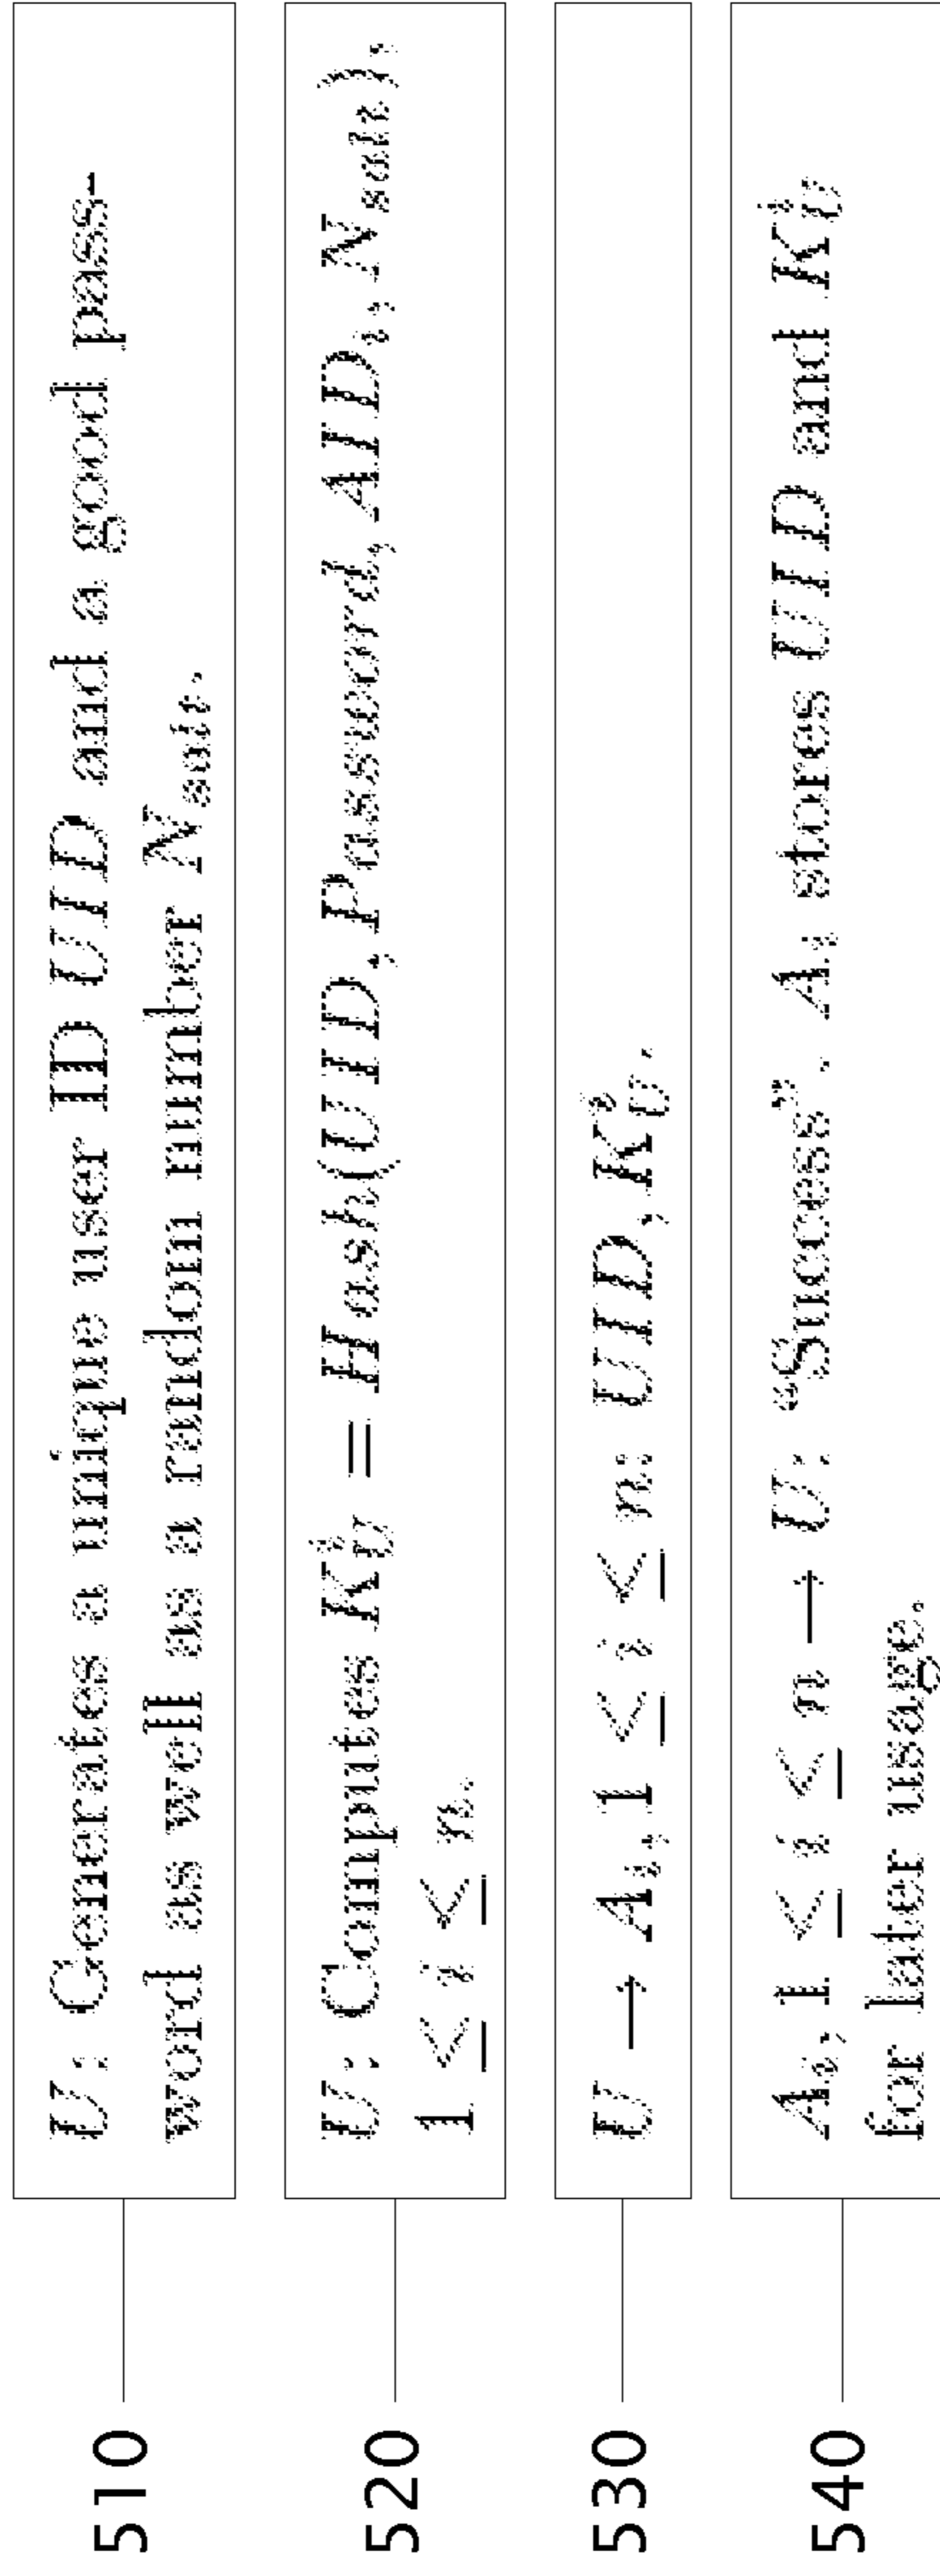 510
U: Generates a unique user ID UID and a good pass-
word as well as a random number N_salt.
520
U: Computes K_U^i = Hash(UID, Password, AID_i, N_salt),
1 ≤ i ≤ n.
530
U → A_i, 1 ≤ i ≤ n: UID, K_U^i.
540
A_i, 1 ≤ i ≤ n → U: "Success". A_i stores UID and K_U^i
for later usage.